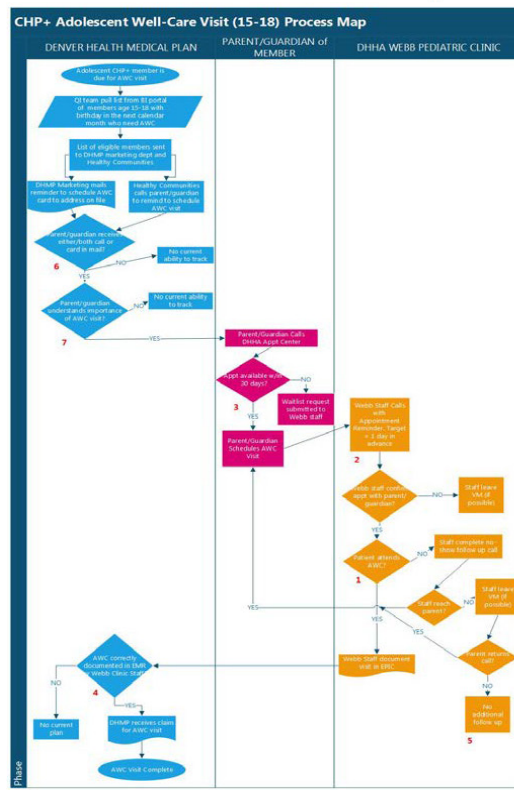 CHP+ Adolescent Well-Care Visit (15-18) Process Map
DENVER HEALTH MEDICAL PLAN
PARENT/GUARDIAN of
MEMBER
DHHA WEBB PEDIATRIC CLINIC
Adolescent CHP+ member is
due for AWC visit
QI team pull list from BI portal
of members age 15-18 with
birthday in the next calendar
month who need AWC
List of eligible members sent
to DHMP marketing dept and
Healthy Communities
DHMP Marketing mails
reminder to schedule AWC
card to address on file
Healthy Communities
calls parent/guardian
to remind to schedule
AWC visit
Parent/guardian receives
either/both call or
card in mail?
6
NO
No current
ability to track
YES
Parent/guardian
understands importance
of AWC visit?
7
NO
No current ability
to track
YES
Parent/Guardian Calls
DHHA Appt Center
Appt available w/in
30 days?
3
NO
Waitlist request
submitted to
Webb staff
YES
Parent/Guardian
Schedules AWC
Visit
Webb Staff Calls
with
Appointment
Reminder. Target
1 day in
advance
2
Webb staff confirm
appt with parent/
guardian?
NO
Staff leave
VM (if
possible)
YES
Patient attends
AWC?
1
NO
Staff complete no-
show follow up call
Staff reach
parent?
YES
NO
Staff leave
VM (if
possible)
YES
YES
Parent returns
call?
No
additional
follow up
5
Webb Staff document
visit in EPIC
AWC correctly
documented in EMR
by Webb Clinic Staff?
4
NO
No current
plan
YES
DHMP receives claim
for AWC visit
AWC Visit Complete
Phase